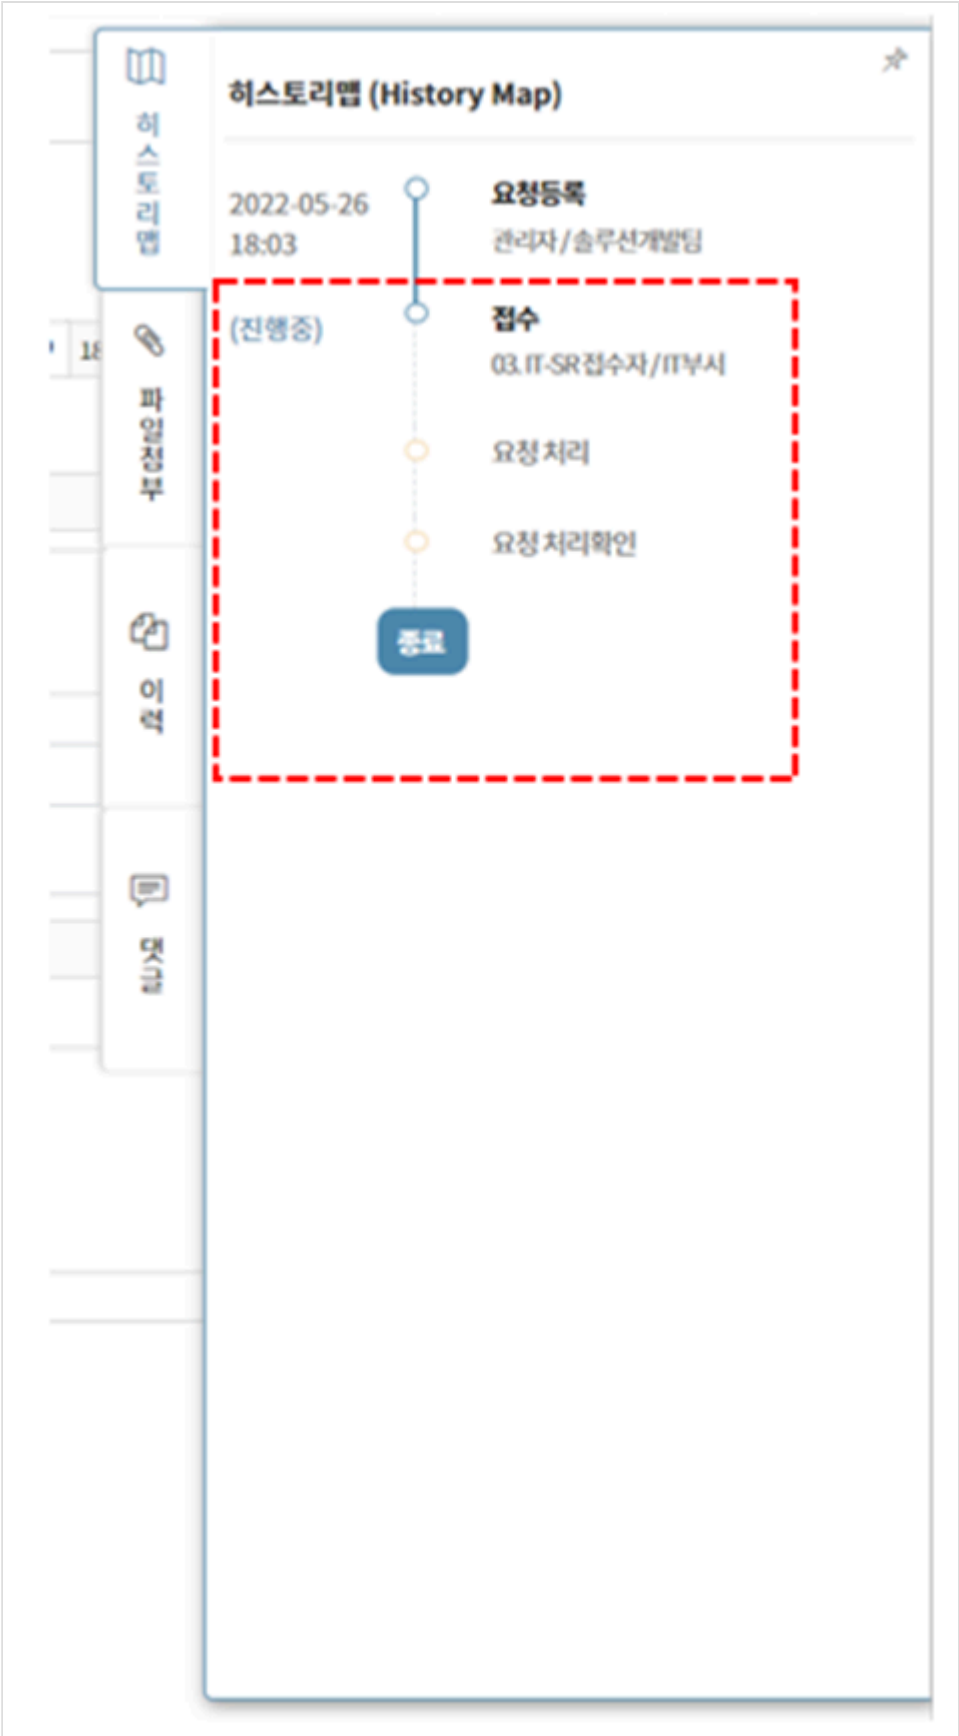 히스토리맵
파일첨부
이력
댓글
18
히스토리맵 (History Map)
2022-05-26
18:03
요청등록
관리자 / 솔루션개발팀
(진행중)
접수
03. IT-SR 접수자 / IT부서
요청 처리
요청 처리확인
종료